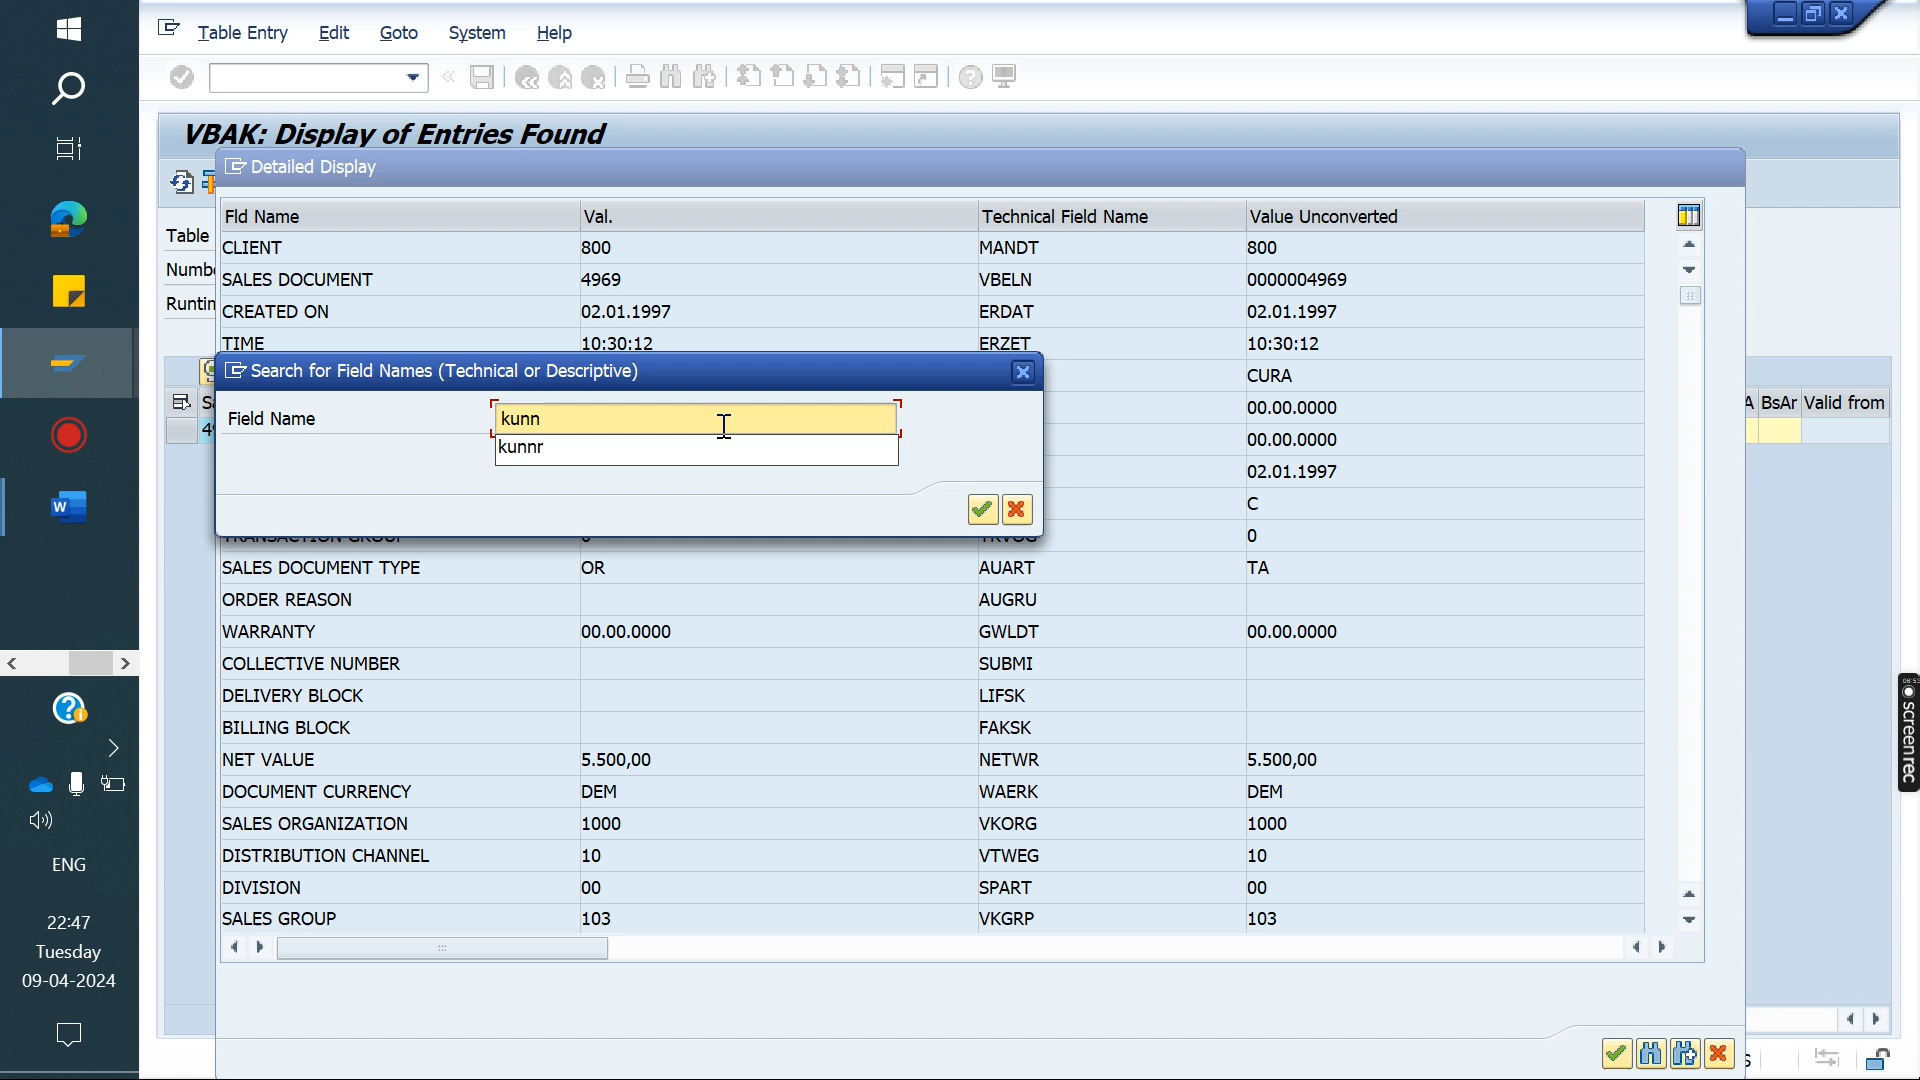 Table Entry Edit Goto System Help
VBAK: Display of Entries Found
Detailed Display
Table
Numbe
Runtin
Fld Name Val. Technical Field Name Value Unconverted
CLIENT 800 MANDT 800
SALES DOCUMENT 4969 VBELN 0000004969
CREATED ON 02.01.1997 ERDAT 02.01.1997
TIME 10:30:12 ERZET 10:30:12
Search for Field Names (Technical or Descriptive)
CURA
BsAr Valid from
00.00.0000
Field Name kunn
kunnr
00.00.0000
02.01.1997
C
0
SALES DOCUMENT TYPE OR AUART TA
ORDER REASON AUGRU
WARRANTY 00.00.0000 GWLDT 00.00.0000
COLLECTIVE NUMBER SUBMI
DELIVERY BLOCK LIFSK
BILLING BLOCK FAKSK
NET VALUE 5.500,00 NETWR 5.500,00
DOCUMENT CURRENCY DEM WAERK DEM
SALES ORGANIZATION 1000 VKORG 1000
DISTRIBUTION CHANNEL 10 VTWEG 10
DIVISION 00 SPART 00
SALES GROUP 103 VKGRP 103
ENG
22:47
Tuesday
09-04-2024
screenrec